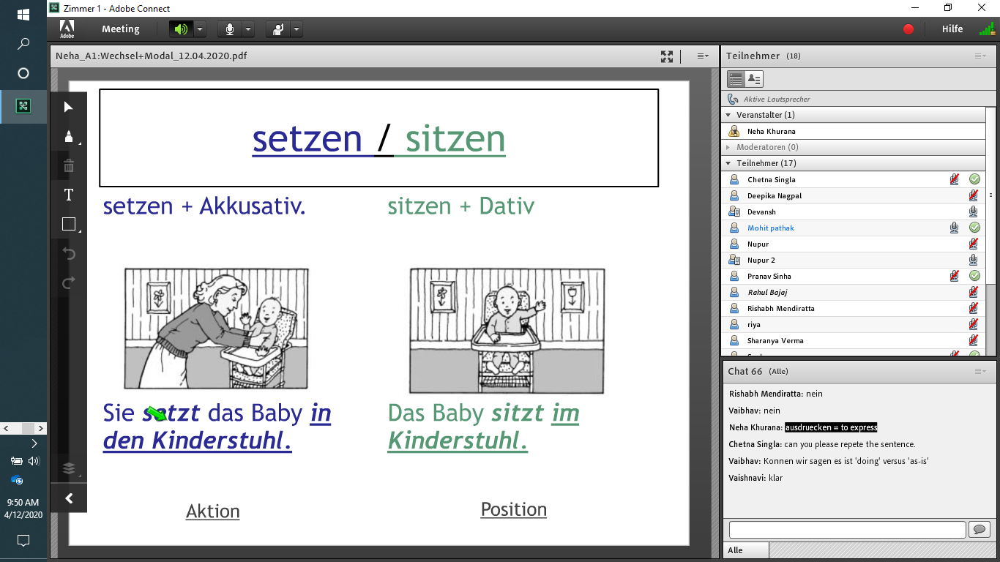 Zimmer 1 - Adobe Connect
Adobe
Meeting
Hilfe
Neha_A1:Wechsel+Modal_12.04.2020.pdf
setzen / sitzen
setzen + Akkusativ.
sitzen + Dativ
Sie setzt das Baby in
den Kinderstuhl.
Das Baby sitzt im
Kinderstuhl.
Aktion
Position
T
Teilnehmer (18)
Aktive Lautsprecher
Veranstalter (1)
Neha Khurana
Moderatoren (0)
Teilnehmer (17)
Chetna Singla
Deepika Nagpal
Devansh
Mohit pathak
Nupur
Nupur 2
Pranav Sinha
Rahul Bajaj
Rishabh Mendiratta
riya
Sharanya Verma
Chat 66 (Alle)
Rishabh Mendiratta: nein
Vaibhav: nein
Neha Khurana: ausdruecken = to express
Chetna Singla: can you please repete the sentence.
Vaibhav: Konnen wir sagen es ist 'doing' versus 'as-is'
Vaishnavi: klar
Alle
9:50 AM
4/12/2020